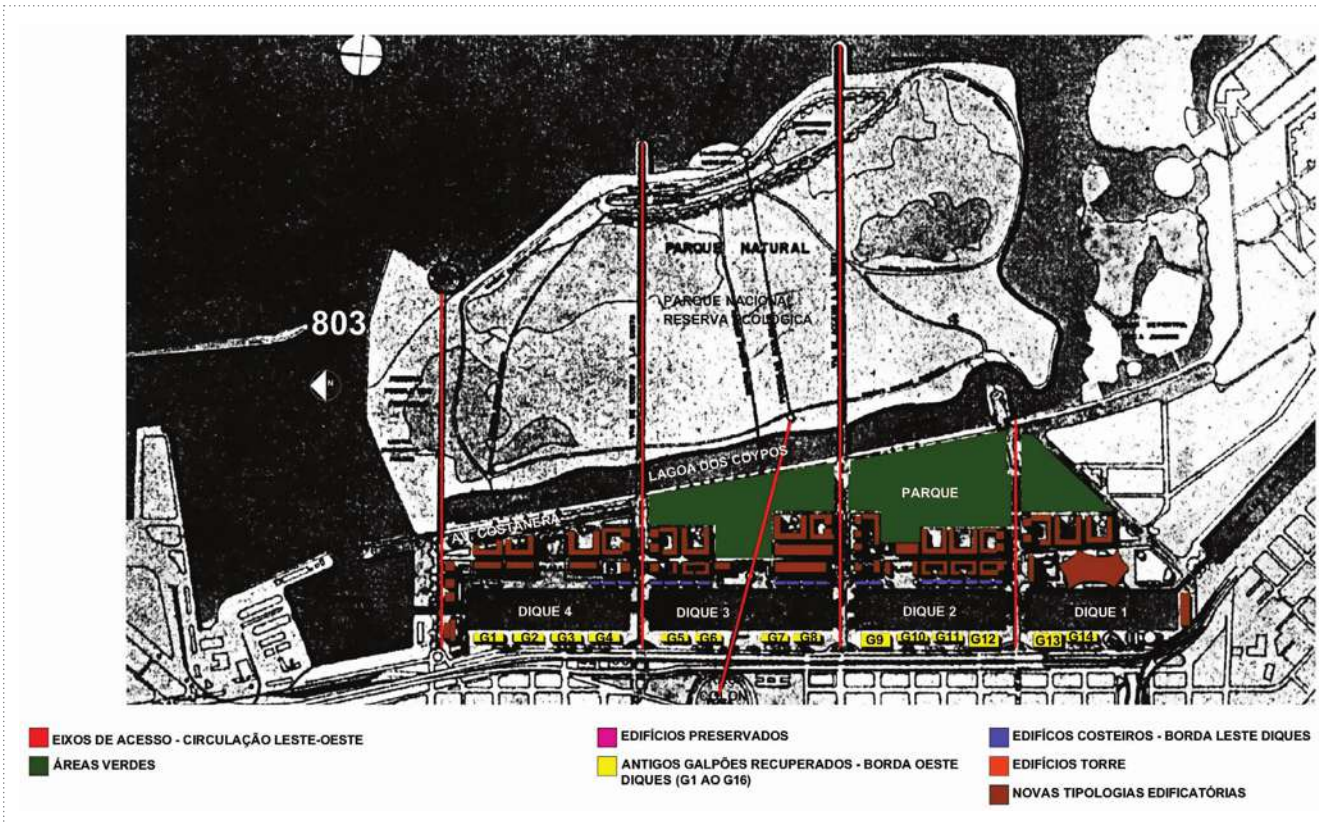 PARQUE NATURAL
PARQUE NACIONAL
RESERVA ECOLÓGICA
803
N
LAGOA DOS COYPOS
PARQUE
AV. COSTANERA
DIQUE 4
DIQUE 3
DIQUE 2
DIQUE 1
G1 G2 G3 G4 G5 G6 G7 G8 G9 G10 G11 G12 G13 G14
COLON
EIXOS DE ACESSO - CIRCULAÇÃO LESTE-OESTE
ÁREAS VERDES
EDIFÍCIOS PRESERVADOS
ANTIGOS GALPÕES RECUPERADOS - BORDA OESTE
DIQUES (G1 AO G16)
EDIFÍCOS COSTEIROS - BORDA LESTE DIQUES
EDIFÍCIOS TORRE
NOVAS TIPOLOGIAS EDIFICATÓRIAS